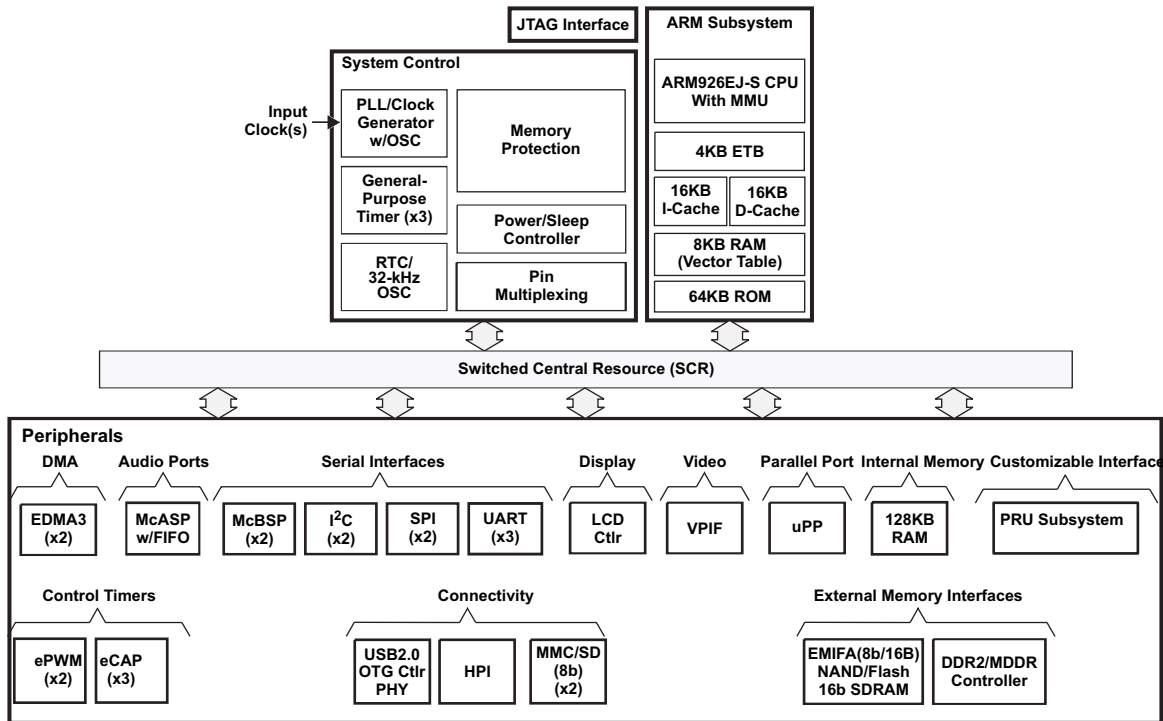 JTAG Interface
ARM Subsystem
System Control
ARM926EJ-S CPU
With MMU
4KB ETB
16KB
I-Cache
16KB
D-Cache
8KB RAM
(Vector Table)
64KB ROM
Input
Clock(s)
PLL/Clock
Generator
w/OSC
General-
Purpose
Timer (x3)
RTC/
32-kHz
OSC
Memory
Protection
Power/Sleep
Controller
Pin
Multiplexing
Switched Central Resource (SCR)
Peripherals
DMA
Audio Ports
Serial Interfaces
Display
Video
Parallel Port
Internal Memory
Customizable Interface
EDMA3
(x2)
McASP
w/FIFO
McBSP
(x2)
I²C
(x2)
SPI
(x2)
UART
(x3)
LCD
Ctlr
VPIF
uPP
128KB
RAM
PRU Subsystem
Control Timers
Connectivity
External Memory Interfaces
ePWM
(x2)
eCAP
(x3)
USB2.0
OTG Ctlr
PHY
HPI
MMC/SD
(8b)
(x2)
EMIFA(8b/16B)
NAND/Flash
16b SDRAM
DDR2/MDDR
Controller